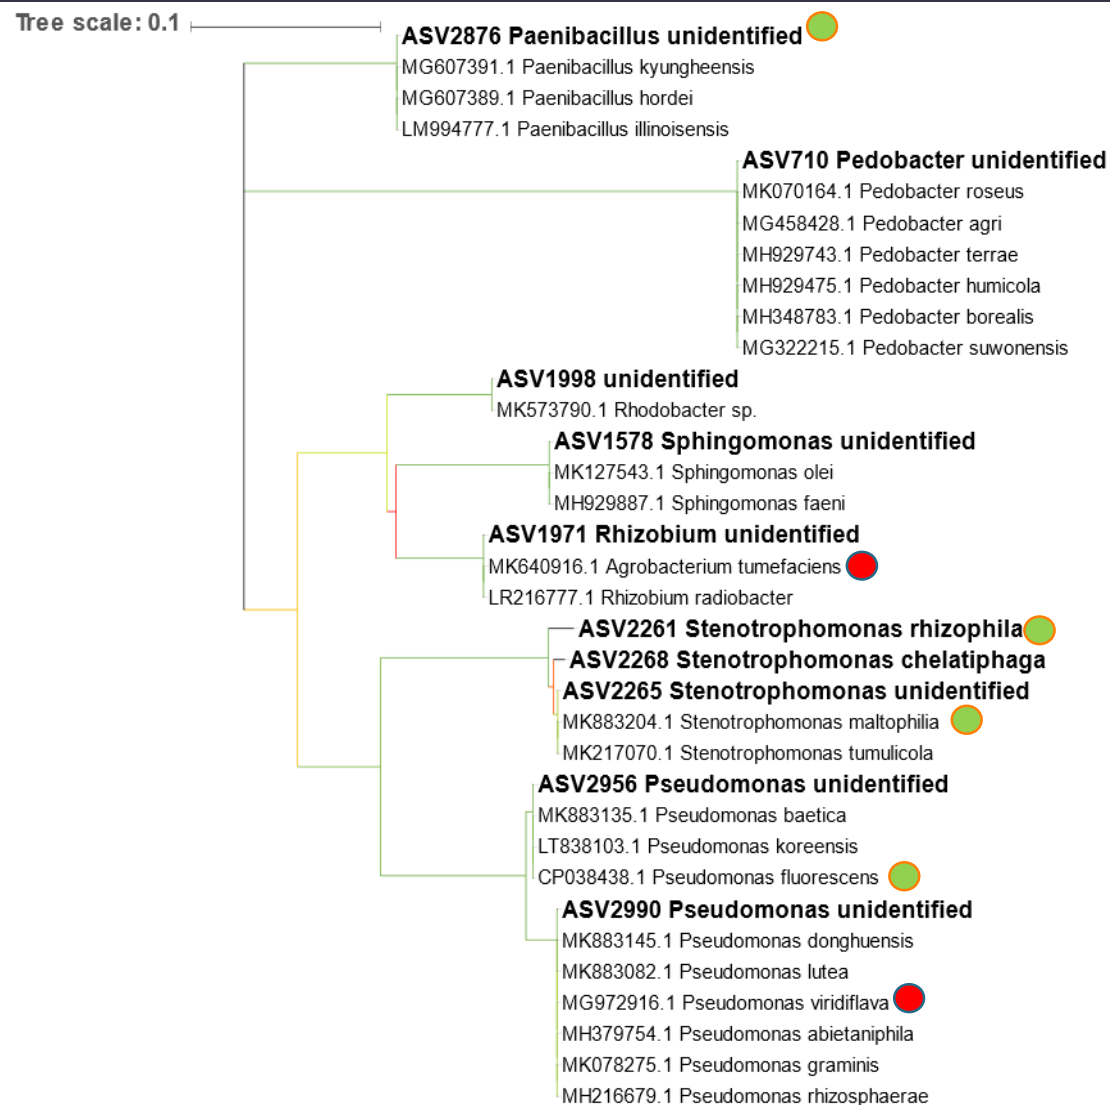 Tree scale: 0.1
ASV2876 Paenibacillus unidentified
MG607391.1 Paenibacillus kyungheensis
MG607389.1 Paenibacillus hordei
LM994777.1 Paenibacillus illinoisensis
ASV710 Pedobacter unidentified
MK070164.1 Pedobacter roseus
MG458428.1 Pedobacter agri
MH929743.1 Pedobacter terrae
MH929475.1 Pedobacter humicola
MH348783.1 Pedobacter borealis
MG322215.1 Pedobacter suwonensis
ASV1998 unidentified
MK573790.1 Rhodobacter sp.
ASV1578 Sphingomonas unidentified
MK127543.1 Sphingomonas olei
MH929887.1 Sphingomonas faeni
ASV1971 Rhizobium unidentified
MK640916.1 Agrobacterium tumefaciens
LR216777.1 Rhizobium radiobacter
ASV2261 Stenotrophomonas rhizophila
ASV2268 Stenotrophomonas chelatiphaga
ASV2265 Stenotrophomonas unidentified
MK883204.1 Stenotrophomonas maltophilia
MK217070.1 Stenotrophomonas tumulicola
ASV2956 Pseudomonas unidentified
MK883135.1 Pseudomonas baetica
LT838103.1 Pseudomonas koreensis
CP038438.1 Pseudomonas fluorescens
ASV2990 Pseudomonas unidentified
MK883145.1 Pseudomonas donghuensis
MK883082.1 Pseudomonas lutea
MG972916.1 Pseudomonas viridiflava
MH379754.1 Pseudomonas abietaniphila
MK078275.1 Pseudomonas graminis
MH216679.1 Pseudomonas rhizosphaerae